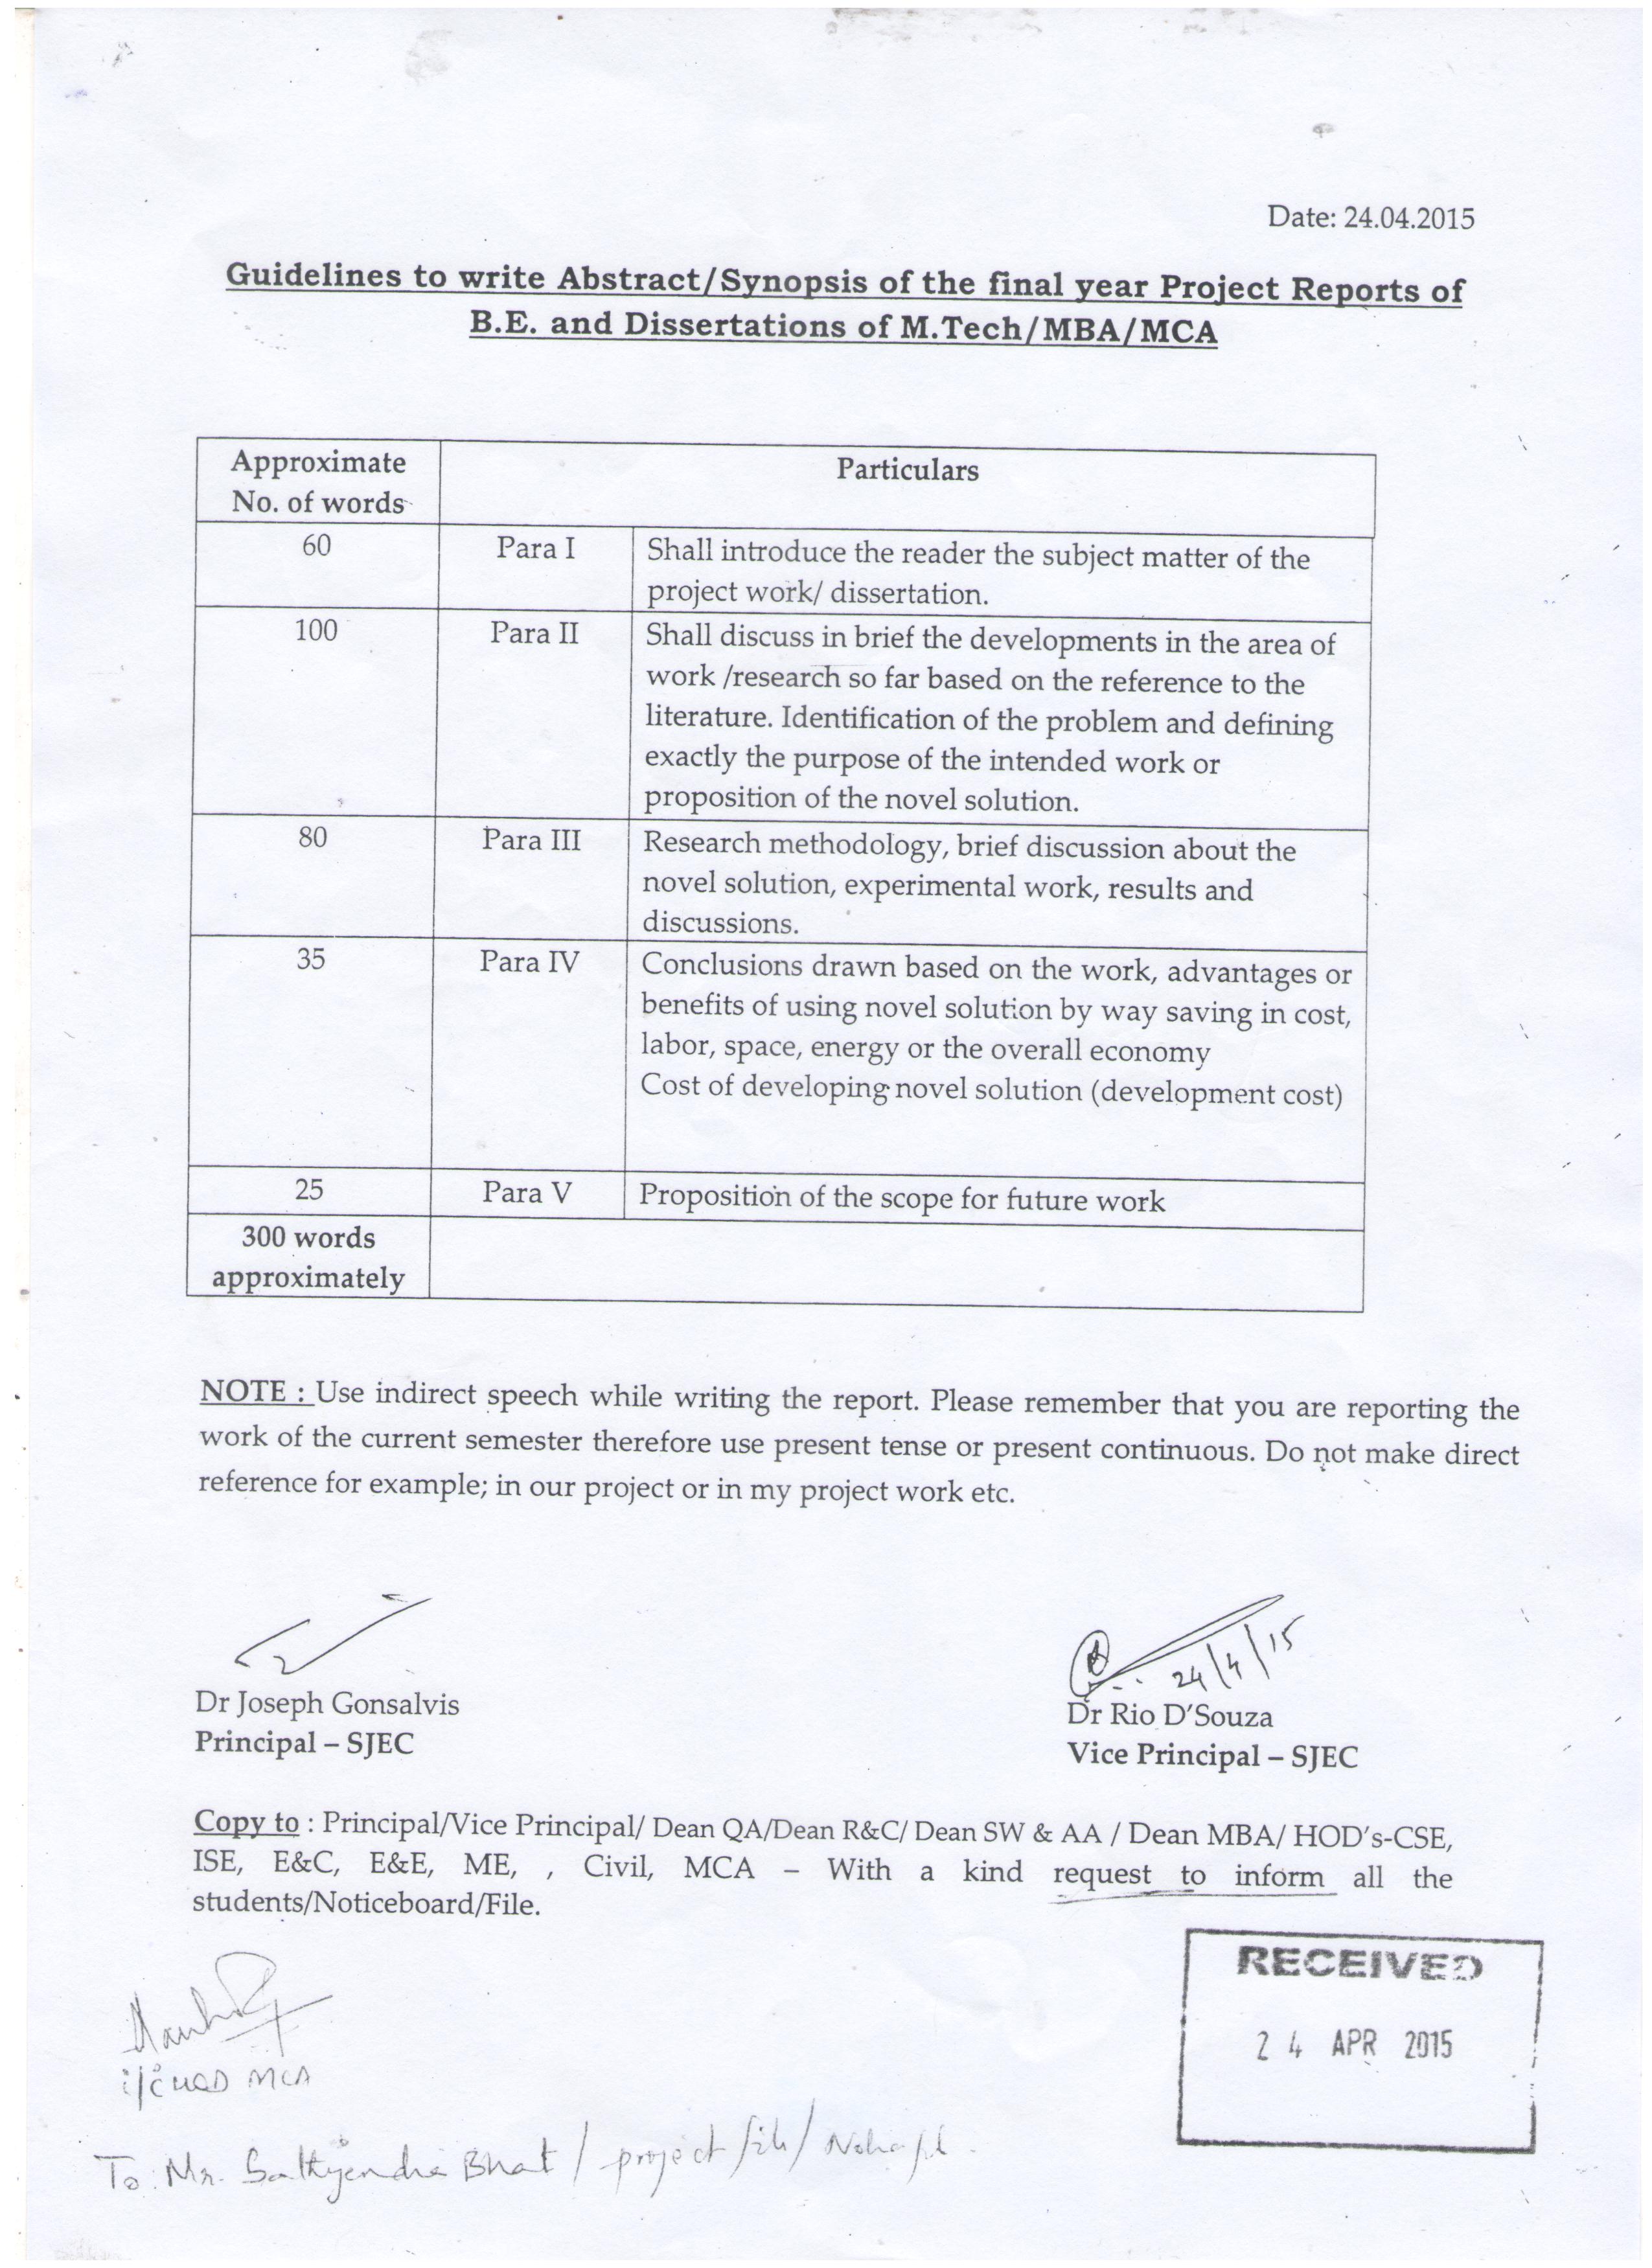 Date: 24.04.2015
Guidelines to write Abstract/Synopsis of the final year Project Reports of
B.E. and Dissertations of M.Tech/MBA/MCA
Approximate
No. of words
Particulars
60
Para I
Shall introduce the reader the subject matter of the
project work/ dissertation.
100
Para II
Shall discuss in brief the developments in the area of
work /research so far based on the reference to the
literature. Identification of the problem and defining
exactly the purpose of the intended work or
proposition of the novel solution.
80
Para III
Research methodology, brief discussion about the
novel solution, experimental work, results and
discussions.
35
Para IV
Conclusions drawn based on the work, advantages or
benefits of using novel solution by way saving in cost,
labor, space, energy or the overall economy
Cost of developing novel solution (development cost)
25
Para V
Proposition of the scope for future work
300 words
approximately
NOTE : Use indirect speech while writing the report. Please remember that you are reporting the
work of the current semester therefore use present tense or present continuous. Do not make direct
reference for example; in our project or in my project work etc.
24/4/15
Dr Joseph Gonsalvis
Principal – SJEC
Dr Rio D'Souza
Vice Principal – SJEC
Copy to : Principal/Vice Principal/ Dean QA/Dean R&C/ Dean SW & AA / Dean MBA/ HOD's-CSE,
ISE, E&C, E&E, ME, , Civil, MCA – With a kind request to inform all the
students/Noticeboard/File.
RECEIVED
24 APR 2015
i/c HOD MCA
To: Mr. Sathyendra Bhat / project file/